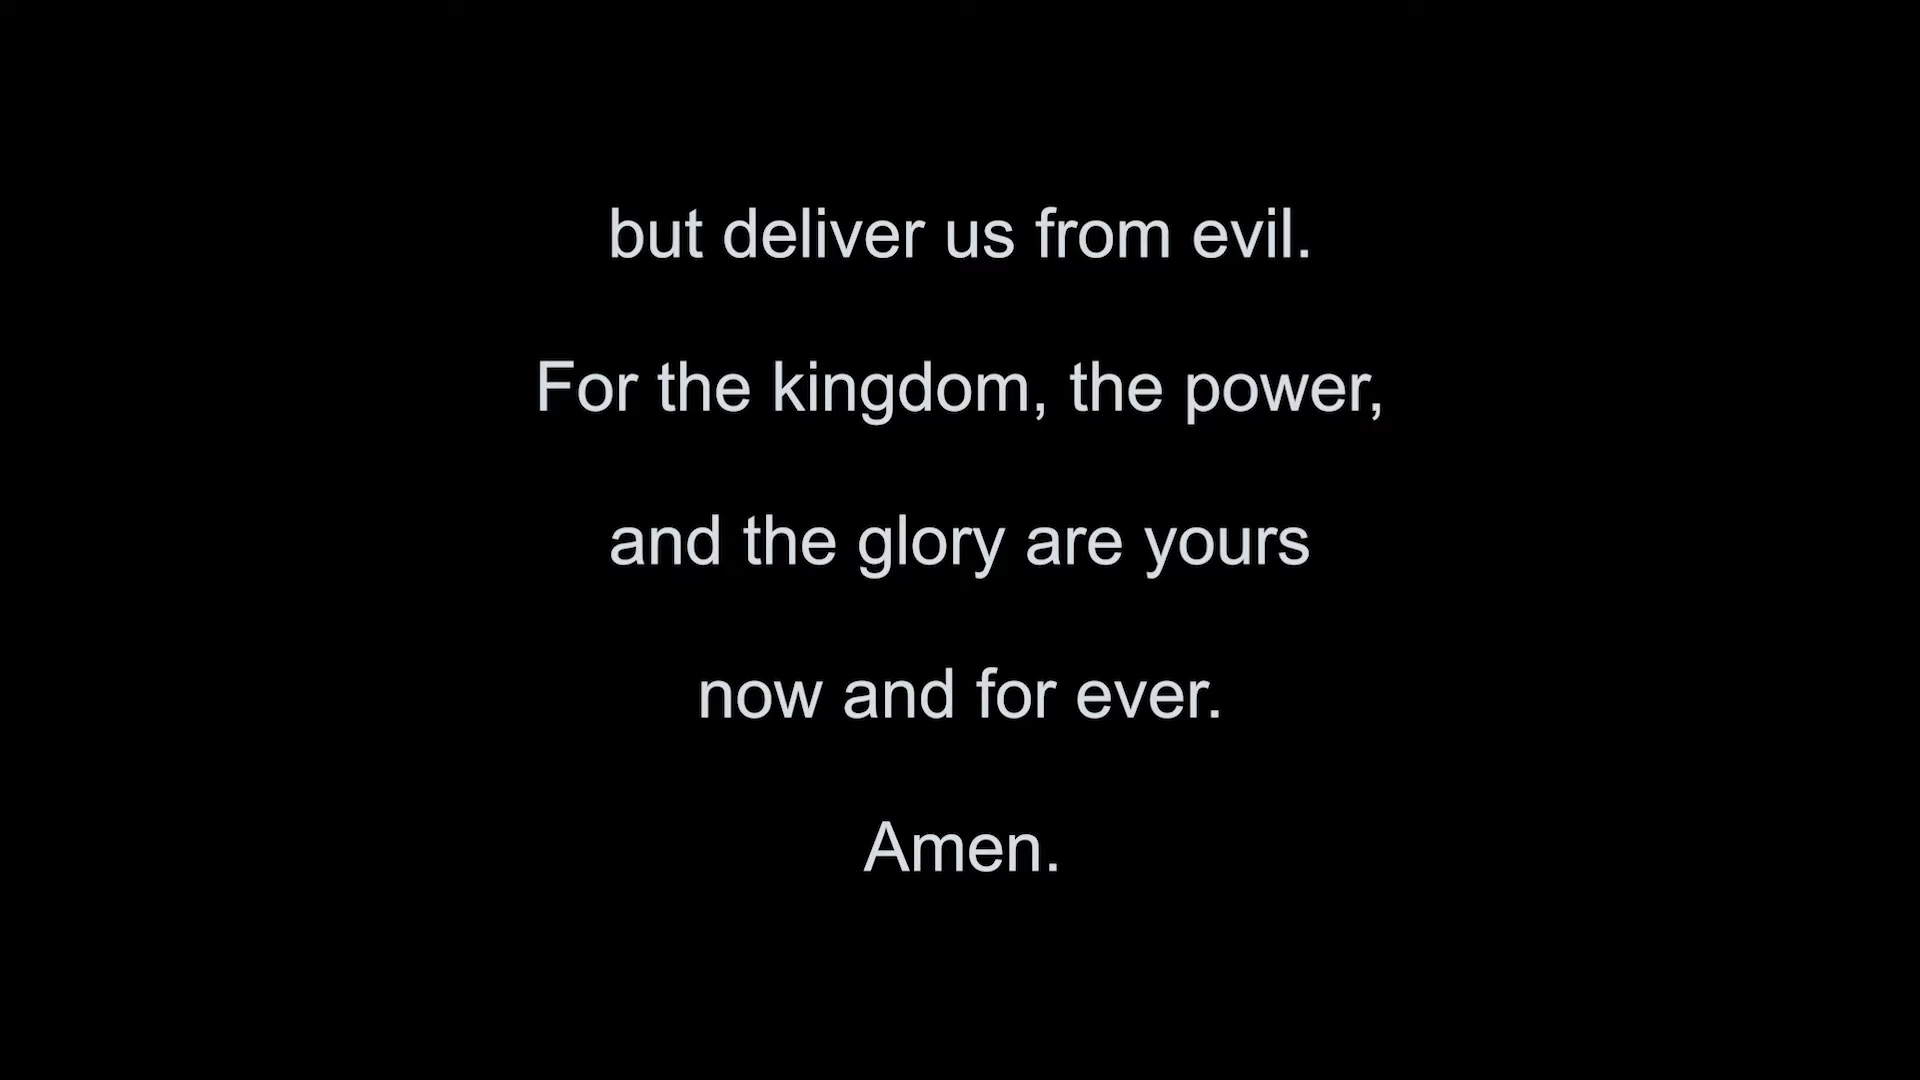 but deliver us from evil.
For the kingdom, the power,
and the glory are yours
now and for ever.
Amen.